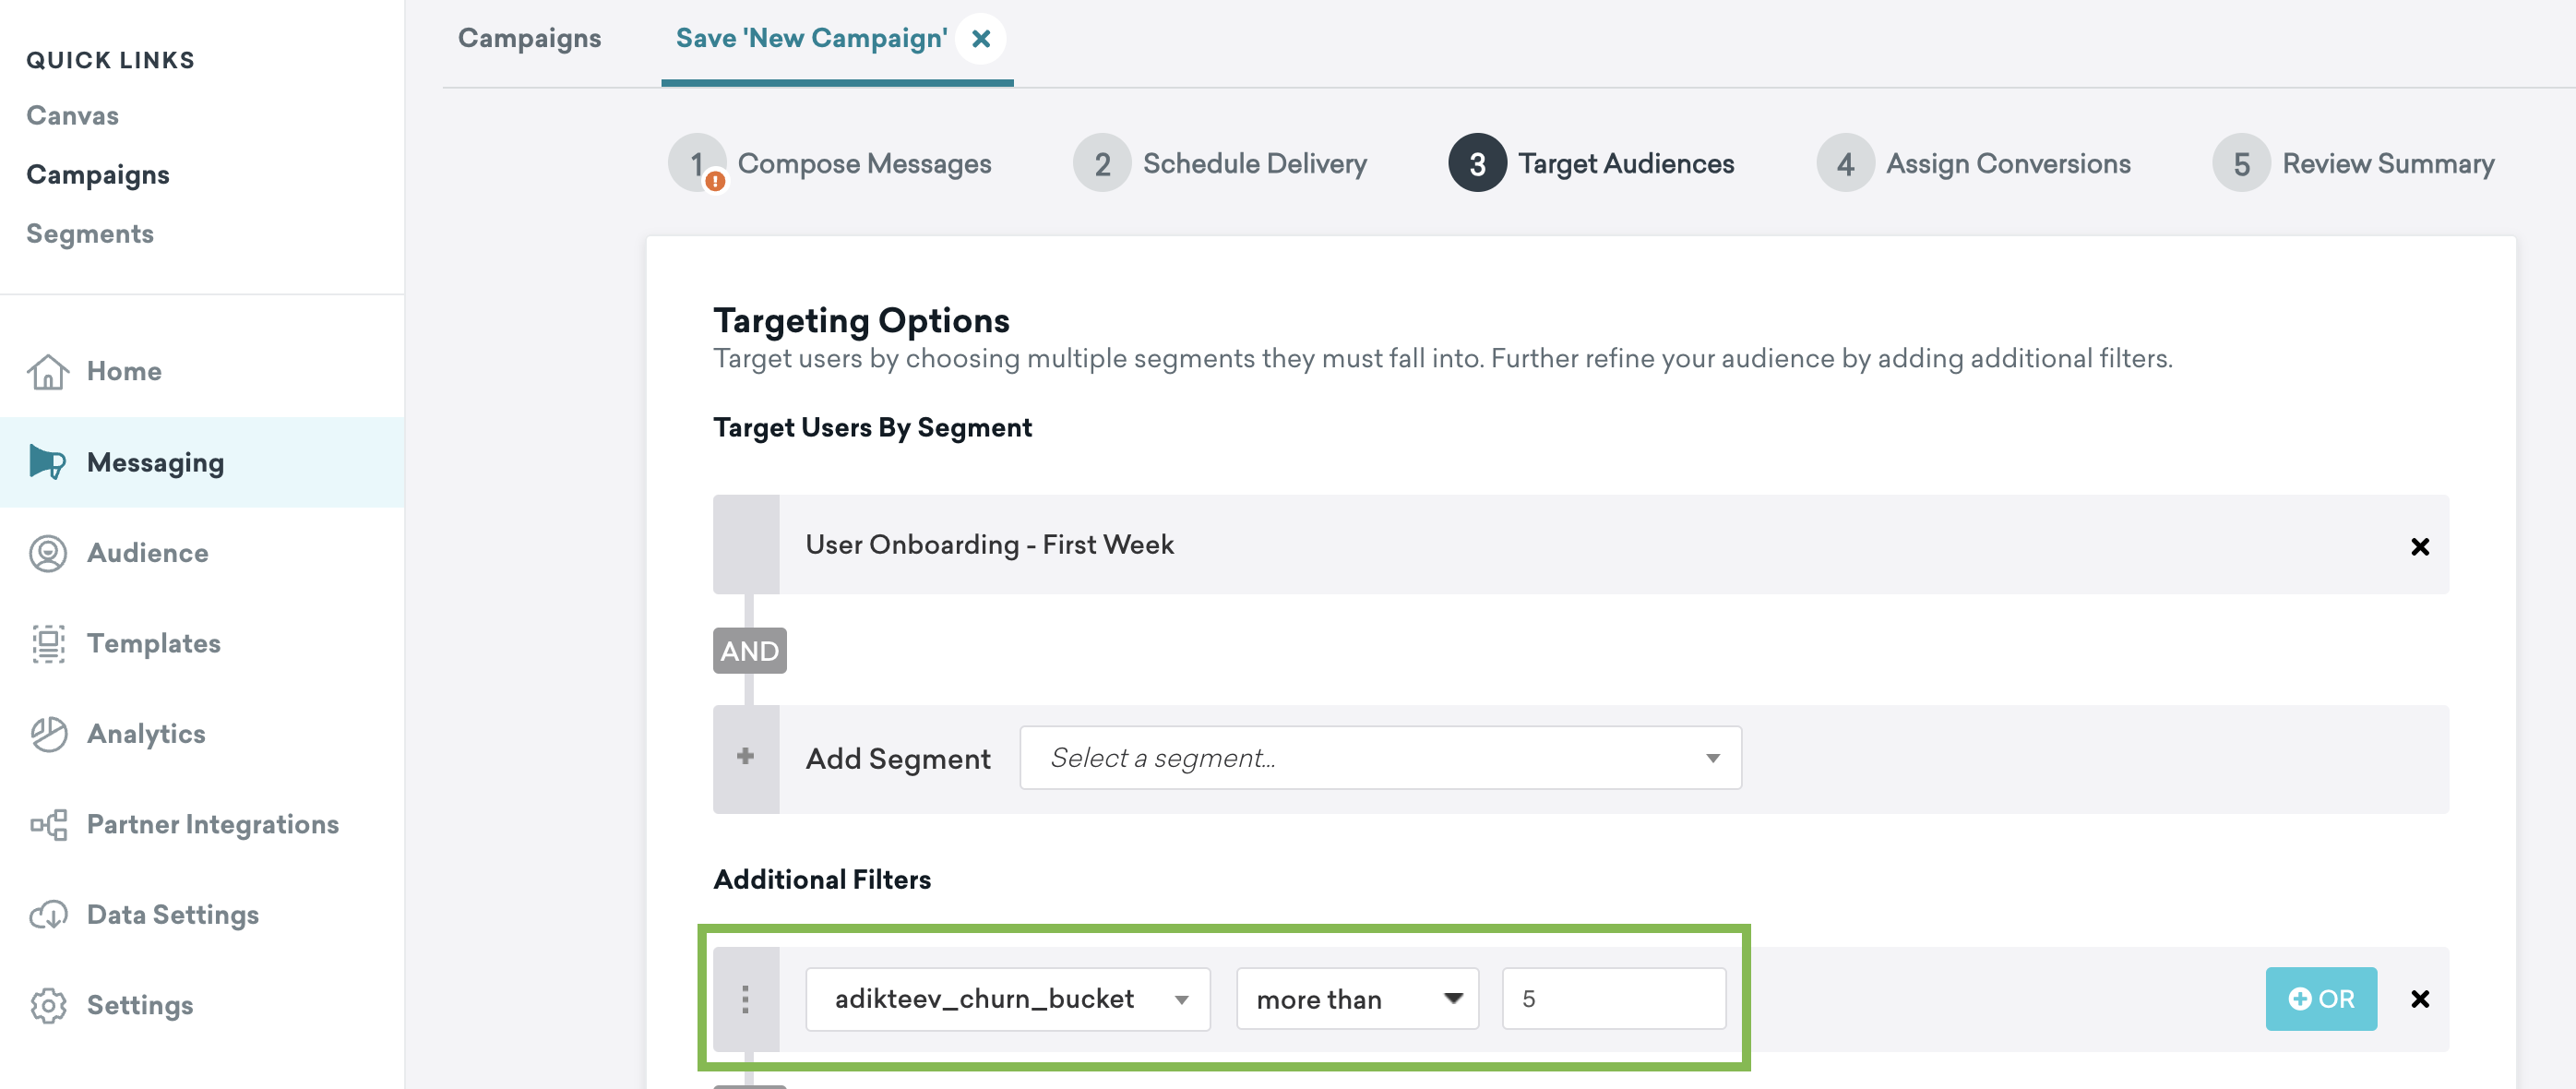 QUICK LINKS
Canvas
Campaigns
Segments
Home
Messaging
Audience
Templates
Analytics
Partner Integrations
Data Settings
Settings
Campaigns
Save 'New Campaign'
1 Compose Messages
2 Schedule Delivery
3 Target Audiences
4 Assign Conversions
5 Review Summary
Targeting Options
Target users by choosing multiple segments they must fall into. Further refine your audience by adding additional filters.
Target Users By Segment
User Onboarding - First Week
AND
Add Segment Select a segment...
Additional Filters
adikteev_churn_bucket more than 5 OR